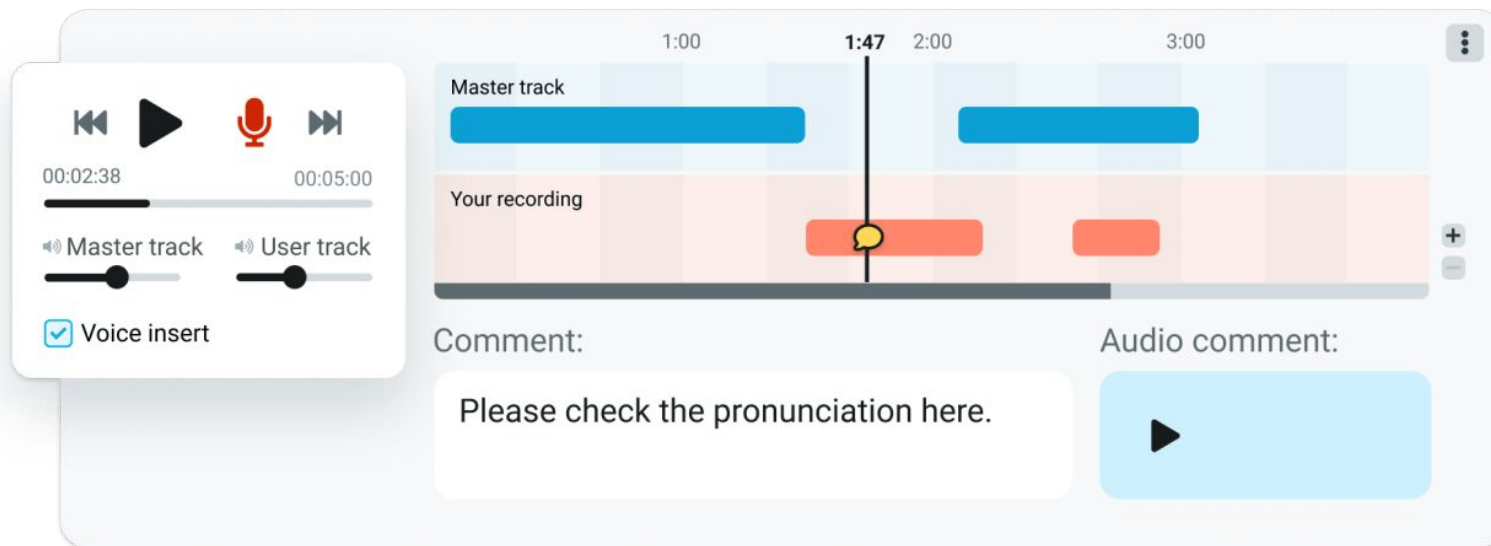 1:00 1:47 2:00 3:00
Master track
00:02:38 00:05:00
Your recording
Master track User track
Voice insert
Comment: Audio comment:
Please check the pronunciation here.